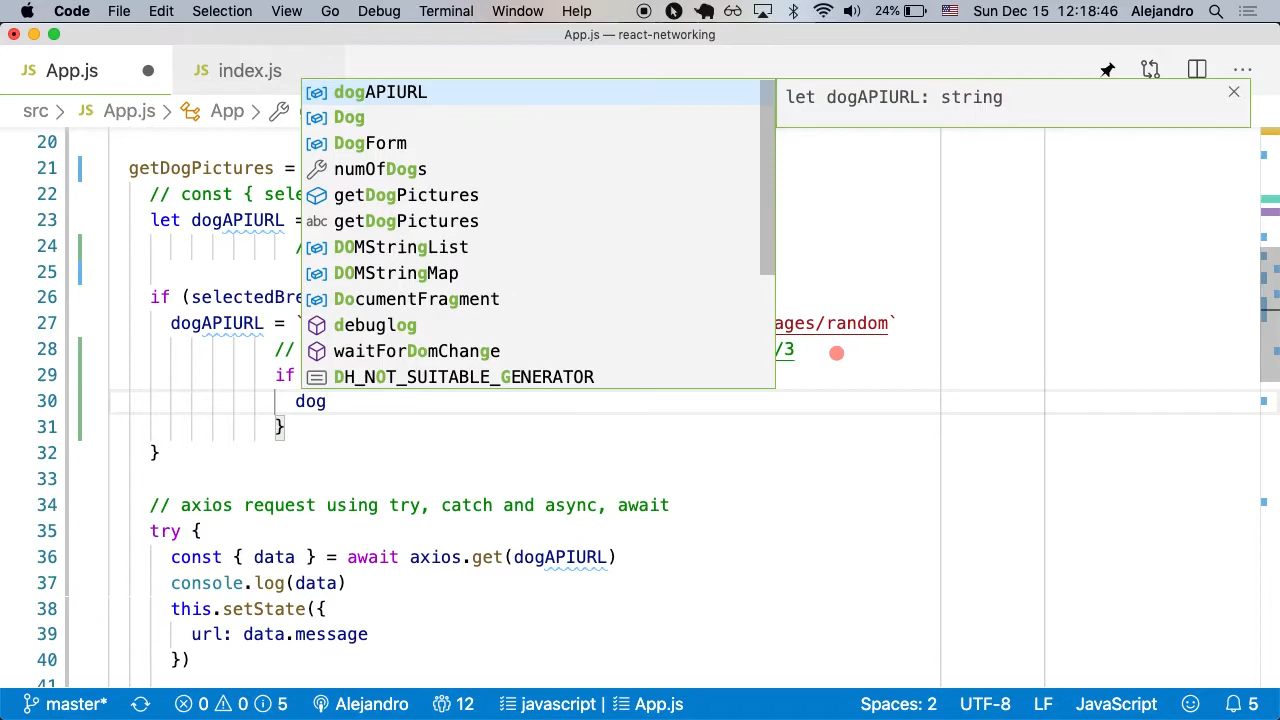 Code File Edit Selection View Go Debug Terminal Window Help 24% Sun Dec 15 12:18:46 Alejandro
App.js — react-networking
JS App.js
JS index.js
src > JS App.js > App >
dogAPIURL
Dog
DogForm
numOfDogs
getDogPictures
abc getDogPictures
DOMStringList
DOMStringMap
DocumentFragment
debuglog
waitForDomChange
DH_NOT_SUITABLE_GENERATOR
let dogAPIURL: string
20
21 getDogPictures =
22 // const { sele
23 let dogAPIURL =
24 /
25
26 if (selectedBre
27 dogAPIURL = ` ages/random`
28 // /3
29 if
30 dog
31 }
32 }
33
34 // axios request using try, catch and async, await
35 try {
36 const { data } = await axios.get(dogAPIURL)
37 console.log(data)
38 this.setState({
39 url: data.message
40 })
41
master* 0 0 5 Alejandro 12 javascript | App.js Spaces: 2 UTF-8 LF JavaScript 5